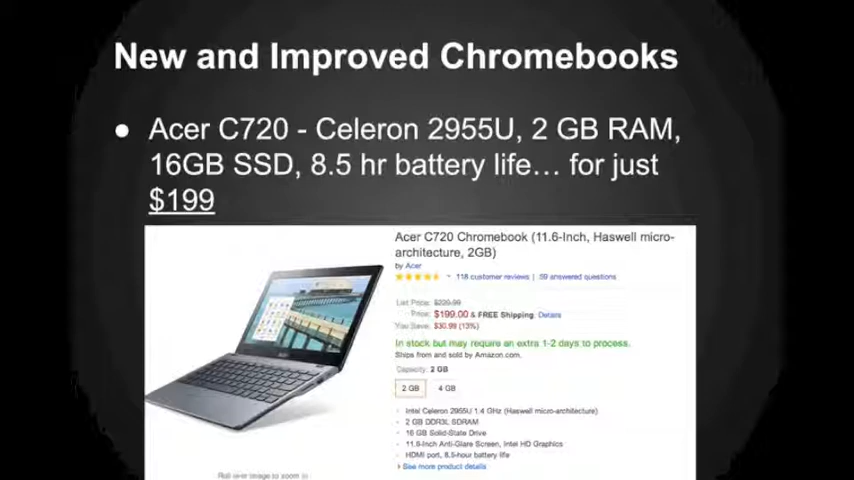 New and Improved Chromebooks
● Acer C720 - Celeron 2955U, 2 GB RAM,
16GB SSD, 8.5 hr battery life... for just
$199
Acer C720 Chromebook (11.6-Inch, Haswell micro-
architecture, 2GB)
by Acer
118 customer reviews | 59 answered questions
List Price: $229.99
Price: $199.00 & FREE Shipping. Details
You Save: $30.99 (13%)
In stock but may require an extra 1-2 days to process.
Ships from and sold by Amazon.com.
Capacity: 2 GB
2 GB 4 GB
Intel Celeron 2955U 1.4 GHz (Haswell micro-architecture)
2 GB DDR3L SDRAM
16 GB Solid-State Drive
11.6-Inch Anti-Glare Screen, Intel HD Graphics
HDMI port, 8.5-hour battery life
See more product details
Roll over image to zoom in